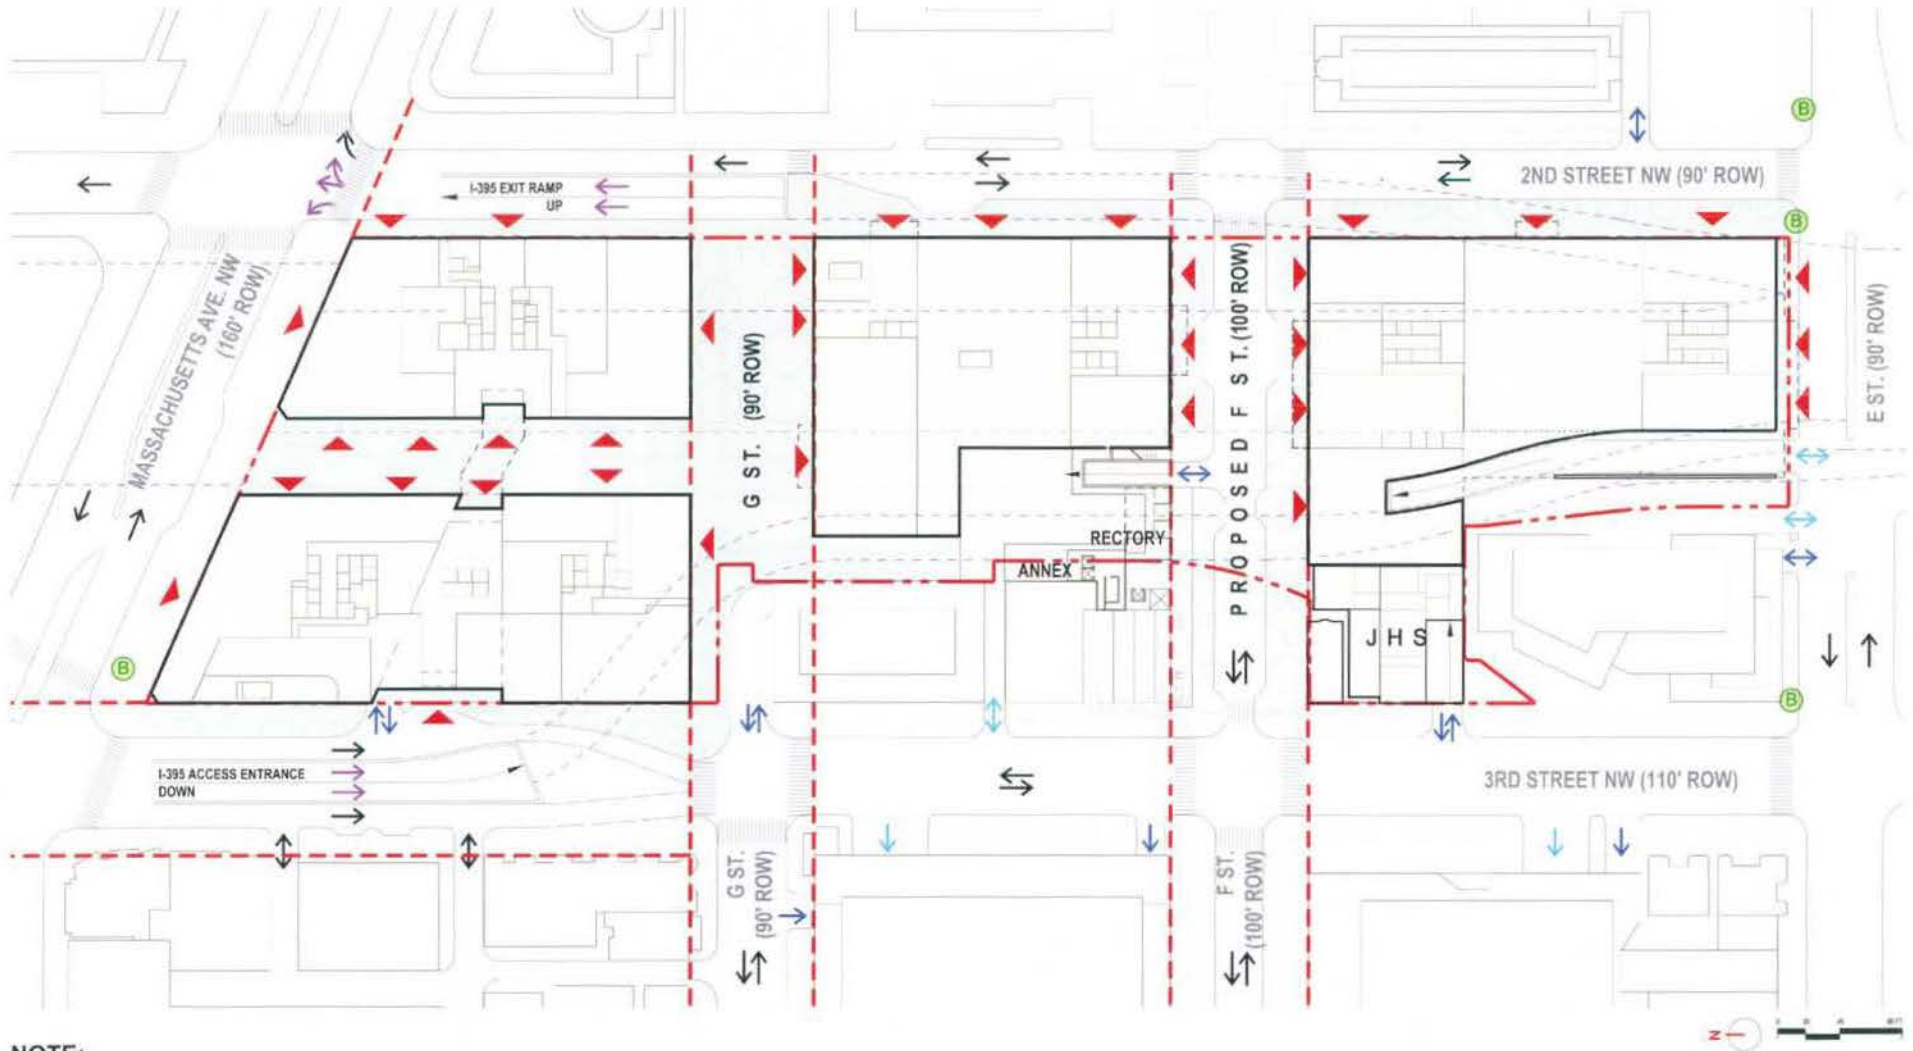 B
2ND STREET NW (90' ROW)
I-395 EXIT RAMP
UP
B
MASSACHUSETTS AVE. NW
(160' ROW)
G ST. (90' ROW)
PROPOSED F ST. (100' ROW)
E ST. (90' ROW)
RECTORY
ANNEX
JHS
B
B
I-395 ACCESS ENTRANCE
DOWN
3RD STREET NW (110' ROW)
G ST.
(90' ROW)
F ST.
(100' ROW)
N
NOTE: